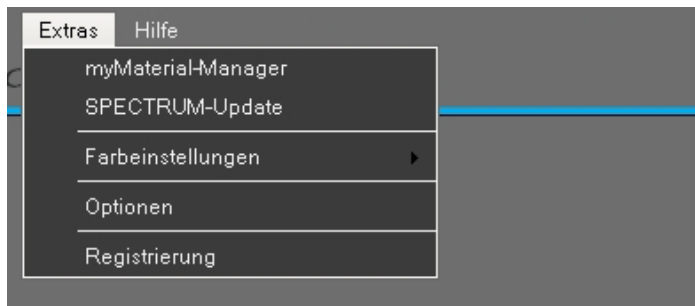 Extras Hilfe
myMaterial-Manager
SPECTRUM-Update
Farbeinstellungen
Optionen
Registrierung